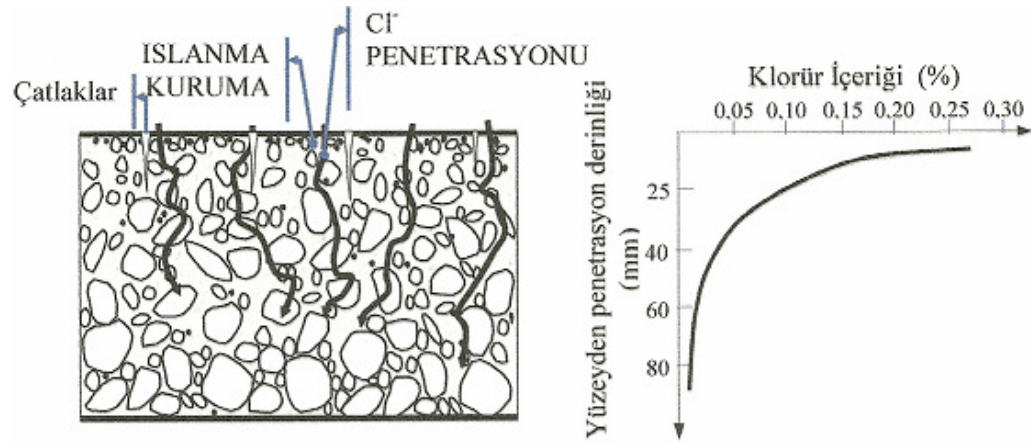 Çatlaklar
ISLANMA
KURUMA
Cl⁻
PENETRASYONU
Klorür İçeriği (%)
0.05 0.10 0.15 0.20 0.25 0.30
Yüzeyden penetrasyon derinliği
(mm)
25
40
60
80